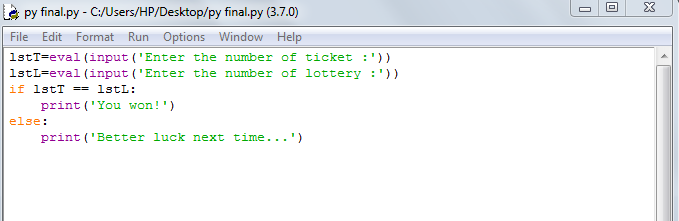 py final.py - C:/Users/HP/Desktop/py final.py (3.7.0)
File Edit Format Run Options Window Help
lstT=eval(input('Enter the number of ticket :'))
lstL=eval(input('Enter the number of lottery :'))
if lstT == lstL:
    print('You won!')
else:
    print('Better luck next time...')